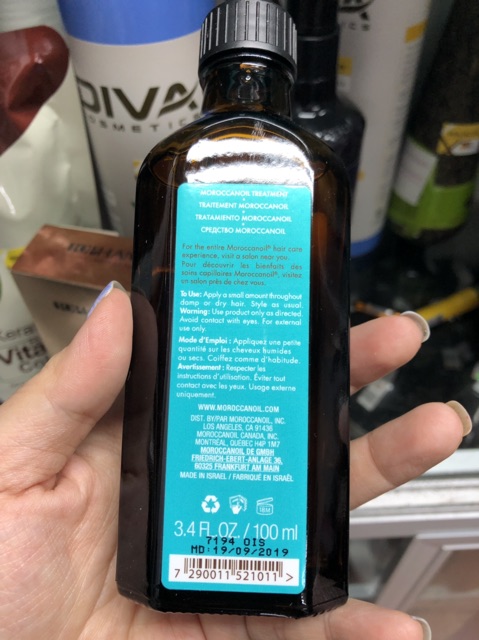 DIVA
COSMETICS
MOROCCANOIL TREATMENT
TRAITEMENT MOROCCANOIL
TRATAMIENTO MOROCCANOIL
СРЕДСТВО MOROCCANOIL
For the entire Moroccanoil® hair care
experience, visit a salon near you.
Pour découvrir les bienfaits des
soins capillaires Moroccanoil®, visitez
un salon près de chez vous.
To Use: Apply a small amount throughout
damp or dry hair. Style as usual.
Warning: Use product only as directed.
Avoid contact with eyes. For external
use only.
Mode d'Emploi : Appliquez une petite
quantité sur les cheveux humides
ou secs. Coiffez comme d'habitude.
Avertissement : Respecter les
instructions d'utilisation. Éviter tout
contact avec les yeux. Usage externe
uniquement.
WWW.MOROCCANOIL.COM
DIST. BY/PAR MOROCCANOIL, INC.
LOS ANGELES, CA 91436
MOROCCANOIL CANADA, INC.
MONTRÉAL, QUÉBEC H4P 1M7
MOROCCANOIL DE GMBH
FRIEDRICH-EBERT-ANLAGE 36,
60325 FRANKFURT AM MAIN
MADE IN ISRAEL / FABRIQUÉ EN ISRAËL
18M
3.4 FL.OZ. / 100 ml
7194 OIS
MD:19/09/2019
7 290011 521011 >